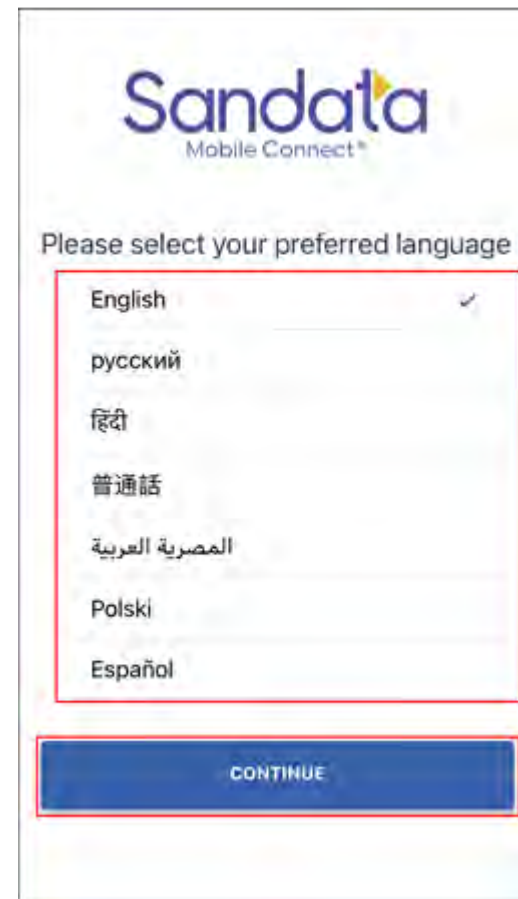 Sandata
Mobile Connect®
Please select your preferred language
English
русский
हिंदी
普通話
المصرية العربية
Polski
Español
CONTINUE